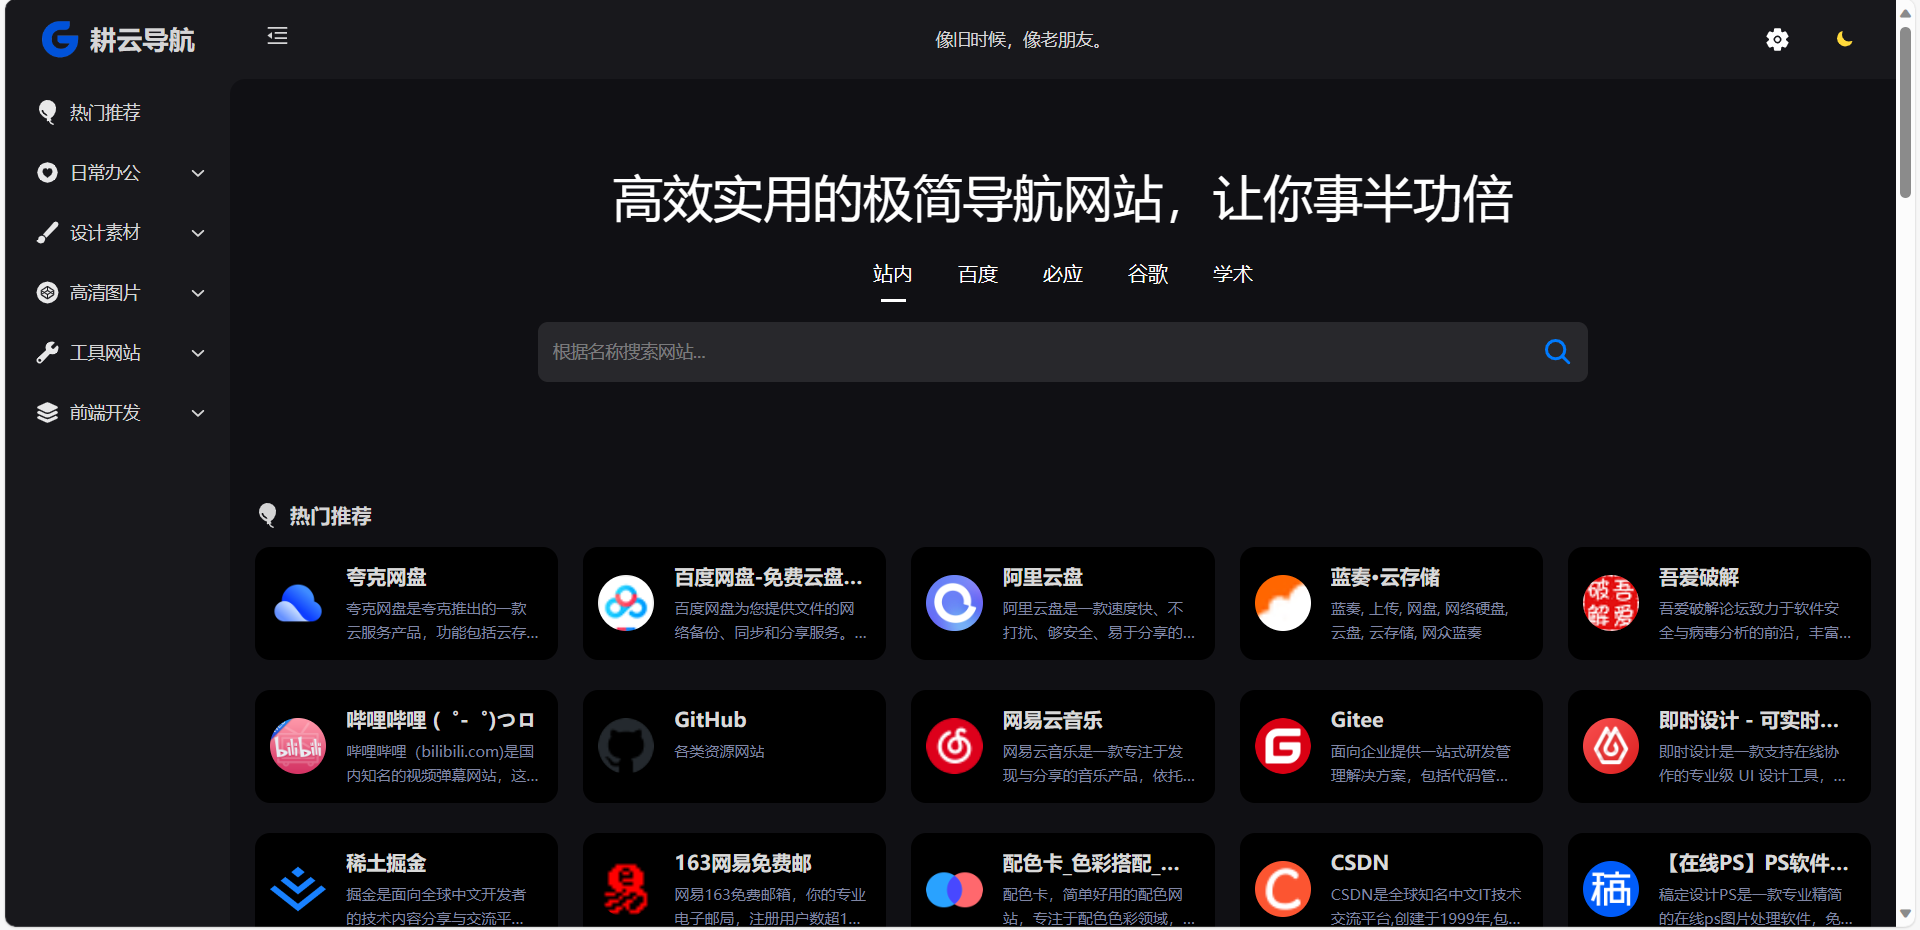 耕云导航
像旧时候，像老朋友。
热门推荐
日常办公
设计素材
高清图片
工具网站
前端开发
高效实用的极简导航网站，让你事半功倍
站内 百度 必应 谷歌 学术
根据名称搜索网站...
热门推荐
夸克网盘
夸克网盘是夸克推出的一款
云服务产品，功能包括云存...
百度网盘-免费云盘...
百度网盘为您提供文件的网
络备份、同步和分享服务。...
阿里云盘
阿里云盘是一款速度快、不
打扰、够安全、易于分享的...
蓝奏·云存储
蓝奏, 上传, 网盘, 网络硬盘,
云盘, 云存储, 网众蓝奏
破吾
解爱
吾爱破解
吾爱破解论坛致力于软件安
全与病毒分析的前沿，丰富...
bilibili
哔哩哔哩 ( ゜- ゜)つロ
哔哩哔哩（bilibili.com)是国
内知名的视频弹幕网站，这...
GitHub
各类资源网站
网易云音乐
网易云音乐是一款专注于发
现与分享的音乐产品，依托...
Gitee
面向企业提供一站式研发管
理解决方案，包括代码管...
即时设计 - 可实时...
即时设计是一款支持在线协
作的专业级 UI 设计工具，...
稀土掘金
掘金是面向全球中文开发者
的技术内容分享与交流平...
易
163网易免费邮
网易163免费邮箱，你的专业
电子邮局，注册用户数超1...
配色卡_色彩搭配_...
配色卡，简单好用的配色网
站，专注于配色色彩领域，...
CSDN
CSDN是全球知名中文IT技术
交流平台,创建于1999年,包...
稿
【在线PS】PS软件...
稿定设计PS是一款专业精简
的在线ps图片处理软件，免...